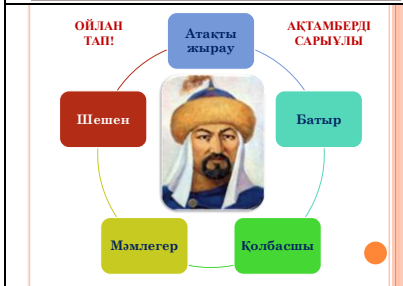 ОЙЛАН
ТАП!
Атақты
жырау
АҚТАМБЕРДІ
САРЫҰЛЫ
Шешен
Батыр
Мәмлегер
Қолбасшы